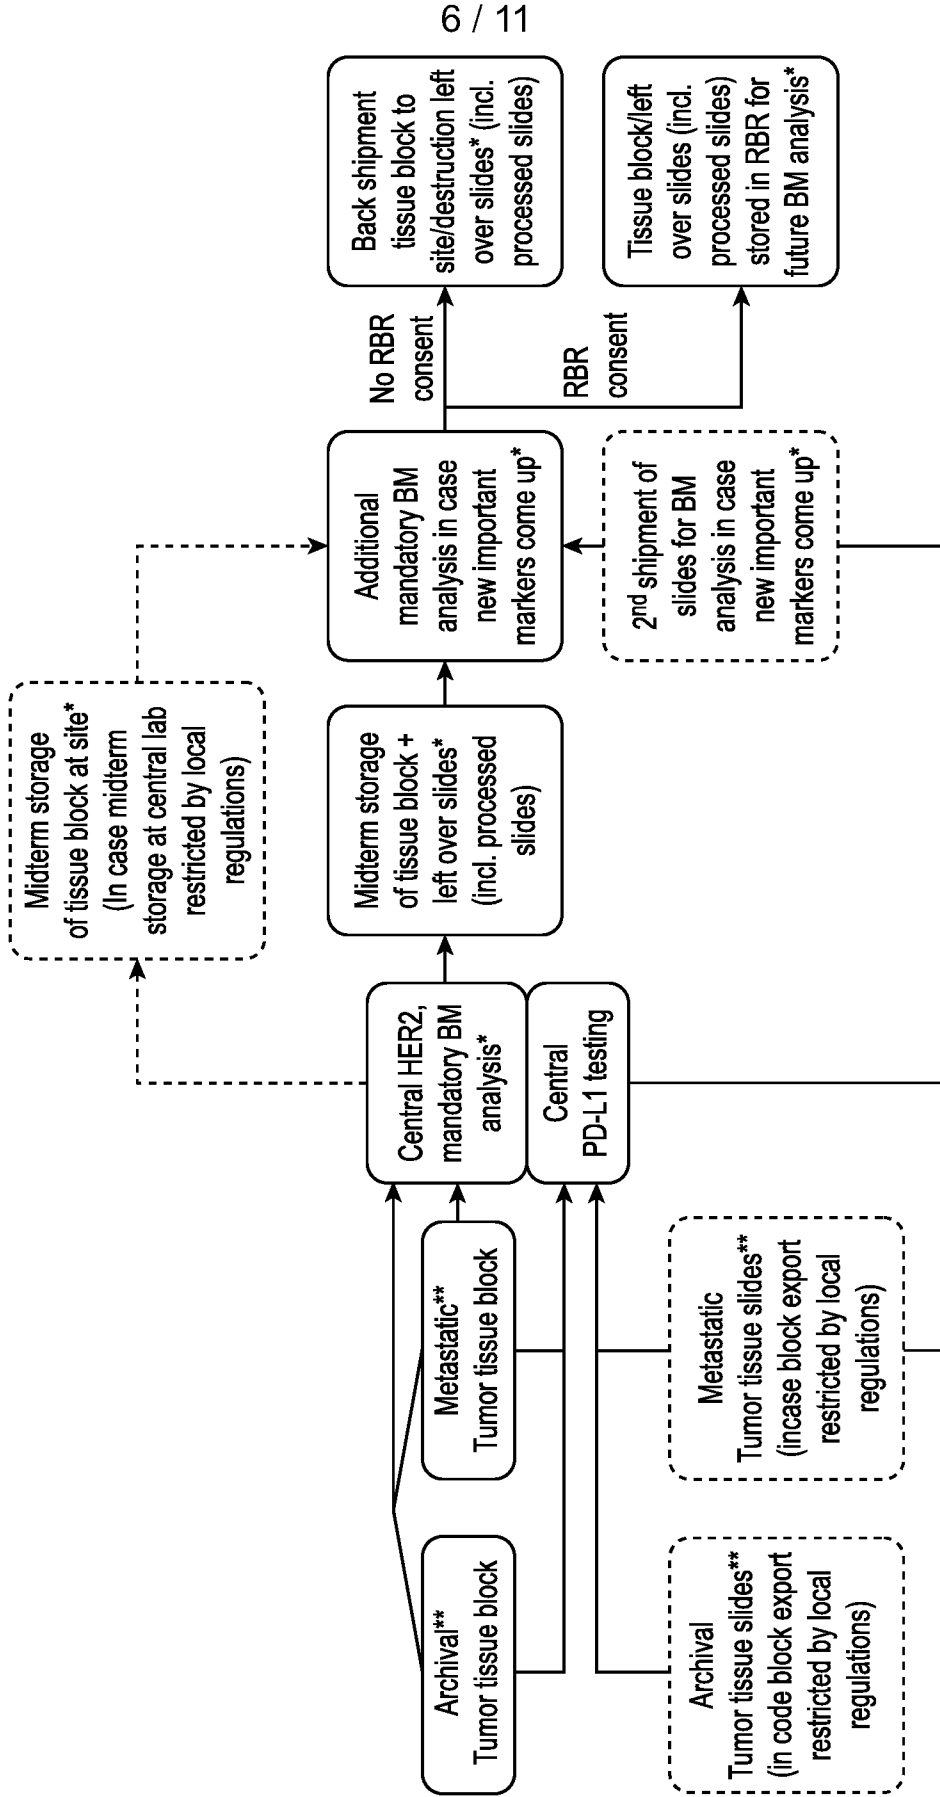 6 / 11
Archival**
Tumor tissue block
Metastatic**
Tumor tissue block
Archival
Tumor tissue slides**
(in code block export
restricted by local
regulations)
Metastatic
Tumor tissue slides**
(incase block export
restricted by local
regulations)
Central HER2,
mandatory BM
analysis*
Central
PD-L1 testing
Midterm storage
of tissue block at site*
(In case midterm
storage at central lab
restricted by local
regulations)
Midterm storage
of tissue block +
left over slides*
(incl. processed
slides)
Additional
mandatory BM
analysis in case
new important
markers come up*
2nd shipment of
slides for BM
analysis in case
new important
markers come up*
No RBR
consent
RBR
consent
Back shipment
tissue block to
site/destruction left
over slides* (incl.
processed slides)
Tissue block/left
over slides (incl.
processed slides)
stored in RBR for
future BM analysis*